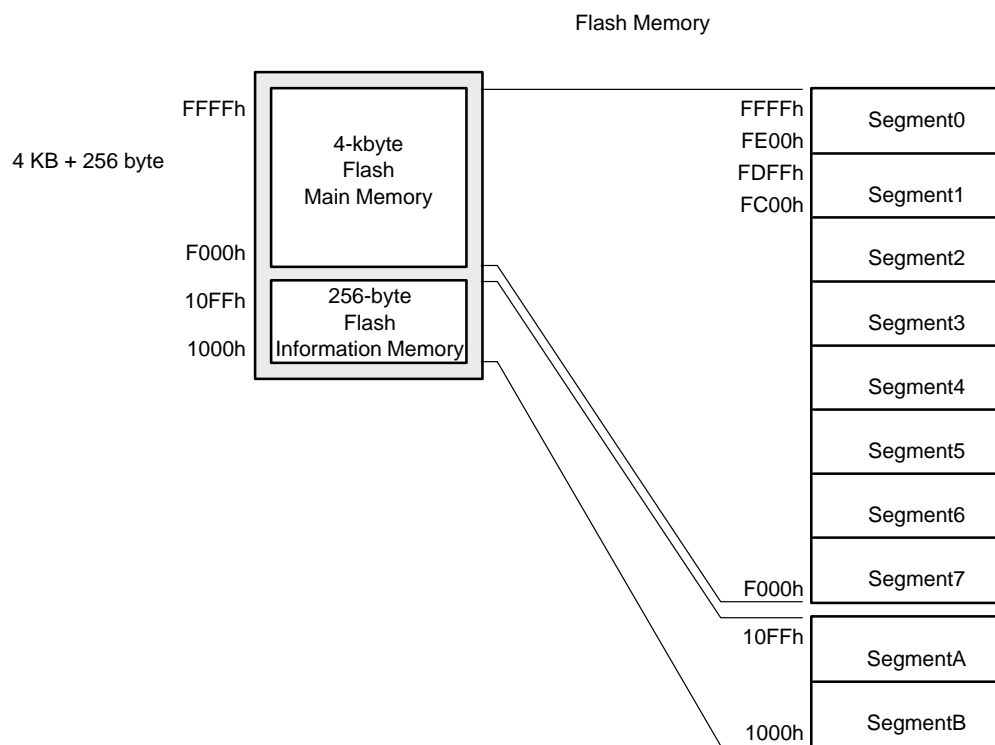 Flash Memory
4 KB + 256 byte
FFFFh
F000h
10FFh
1000h
4-kbyte
Flash
Main Memory
256-byte
Flash
Information Memory
FFFFh
FE00h
FDFFh
FC00h
F000h
10FFh
1000h
Segment0
Segment1
Segment2
Segment3
Segment4
Segment5
Segment6
Segment7
SegmentA
SegmentB